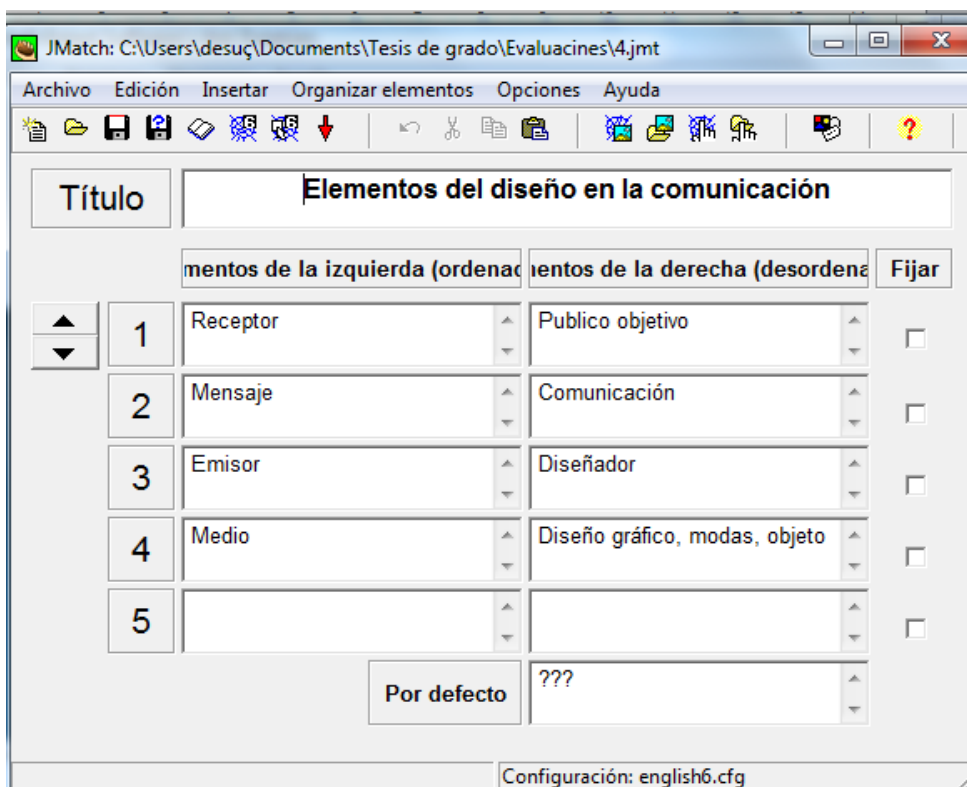 JMatch: C:\Users\desuç\Documents\Tesis de grado\Evaluacines\4.jmt
Archivo Edición Insertar Organizar elementos Opciones Ayuda
Título
Elementos del diseño en la comunicación
mentos de la izquierda (ordenad
entos de la derecha (desordena
Fijar
1 Receptor Publico objetivo
2 Mensaje Comunicación
3 Emisor Diseñador
4 Medio Diseño gráfico, modas, objeto
5
Por defecto ???
Configuración: english6.cfg